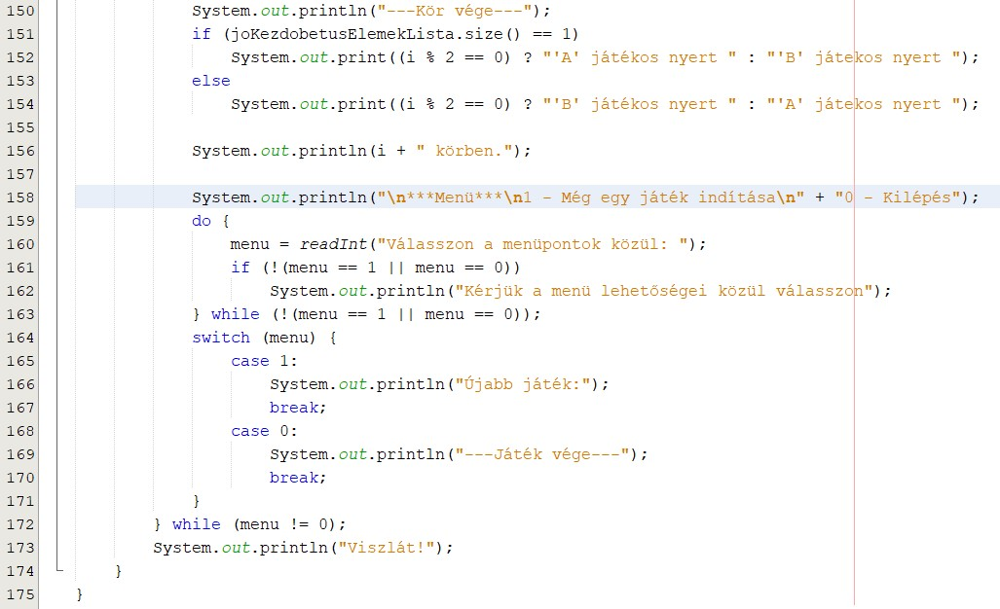 150 System.out.println("---Kör vége---");
151 if (joKezdobetusElemekLista.size() == 1)
152 System.out.print((i % 2 == 0) ? "'A' játékos nyert " : "'B' játekos nyert ");
153 else
154 System.out.print((i % 2 == 0) ? "'B' játékos nyert " : "'A' játekos nyert ");
155
156 System.out.println(i + " körben.");
157
158 System.out.println("\n***Menü***\n1 - Még egy játék indítása\n" + "0 - Kilépés");
159 do {
160 menu = readInt("Válasszon a menüpontok közül: ");
161 if (!(menu == 1 || menu == 0))
162 System.out.println("Kérjük a menü lehetőségei közül válasszon");
163 } while (!(menu == 1 || menu == 0));
164 switch (menu) {
165 case 1:
166 System.out.println("Újabb játék:");
167 break;
168 case 0:
169 System.out.println("---Játék vége---");
170 break;
171 }
172 } while (menu != 0);
173 System.out.println("Viszlát!");
174 }
175 }